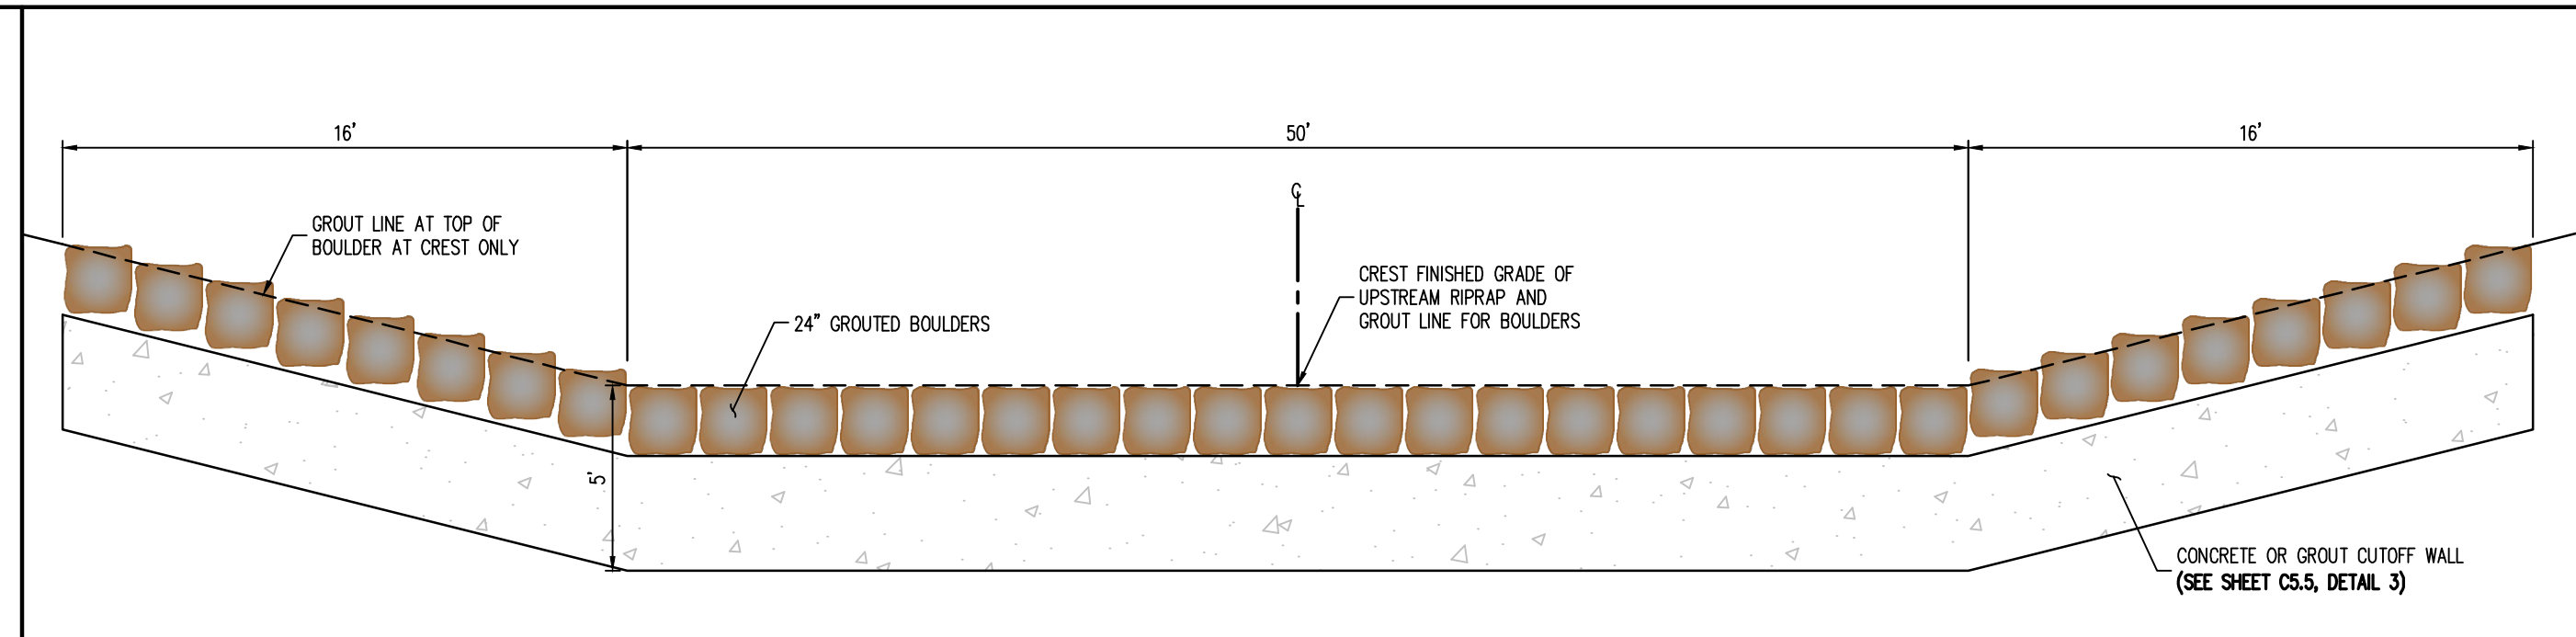 16'
50'
16'
℄
GROUT LINE AT TOP OF
BOULDER AT CREST ONLY
CREST FINISHED GRADE OF
UPSTREAM RIPRAP AND
GROUT LINE FOR BOULDERS
24" GROUTED BOULDERS
5'
CONCRETE OR GROUT CUTOFF WALL
(SEE SHEET C5.5, DETAIL 3)